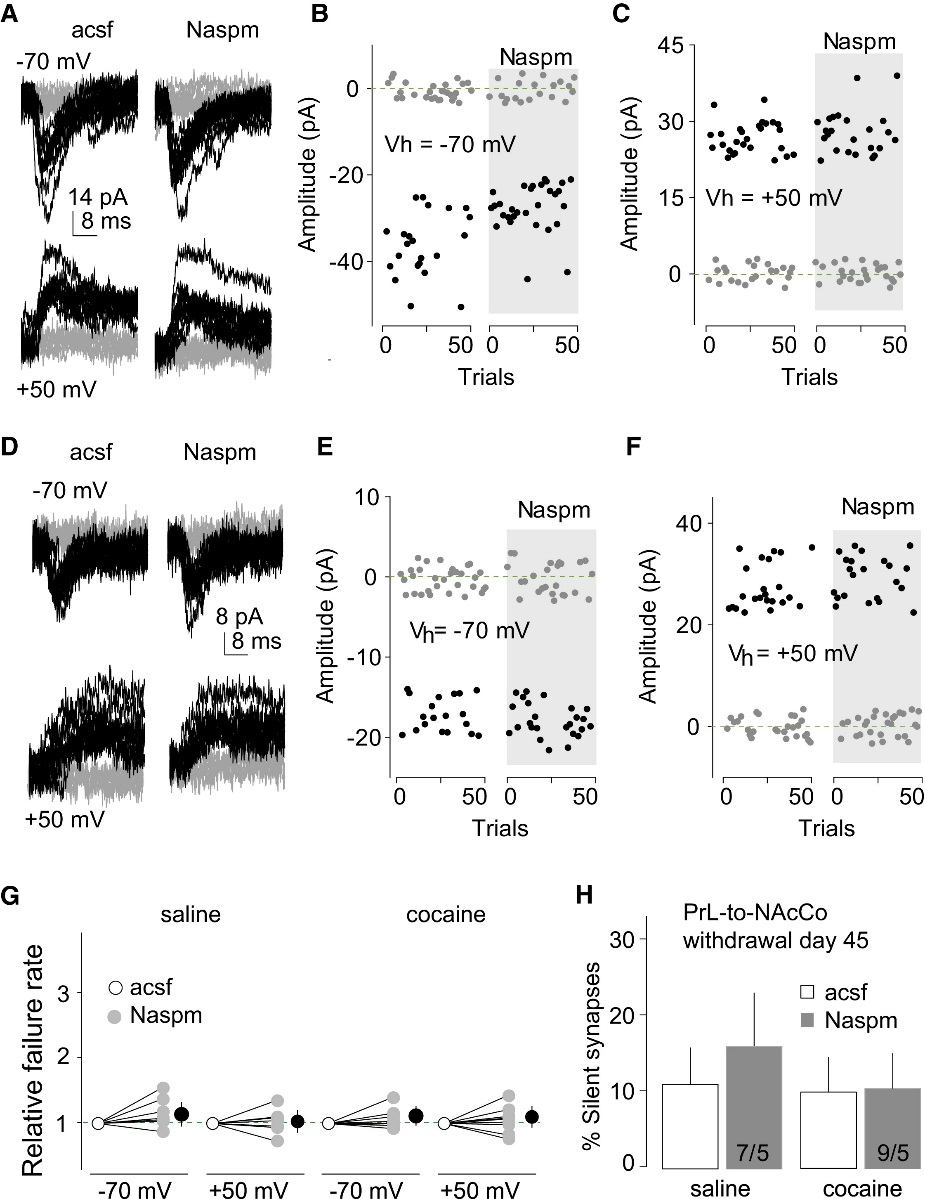 A
acsf
Naspm
-70 mV
14 pA
8 ms
+50 mV
B
Naspm
0
-20
-40
Amplitude (pA)
Vh = -70 mV
0
50
0
50
Trials
C
Naspm
45
30
15
0
Amplitude (pA)
Vh = +50 mV
0
50
0
50
Trials
D
acsf
Naspm
-70 mV
8 pA
8 ms
+50 mV
E
Naspm
10
0
-10
-20
Amplitude (pA)
Vh= -70 mV
0
50
0
50
Trials
F
Naspm
40
20
0
Amplitude (pA)
Vh= +50 mV
0
50
0
50
Trials
G
saline
cocaine
Relative failure rate
3
2
1
acsf
Naspm
-70 mV
+50 mV
-70 mV
+50 mV
H
PrL-to-NAcCo
withdrawal day 45
% Silent synapses
30
20
10
0
acsf
Naspm
7/5
9/5
saline
cocaine